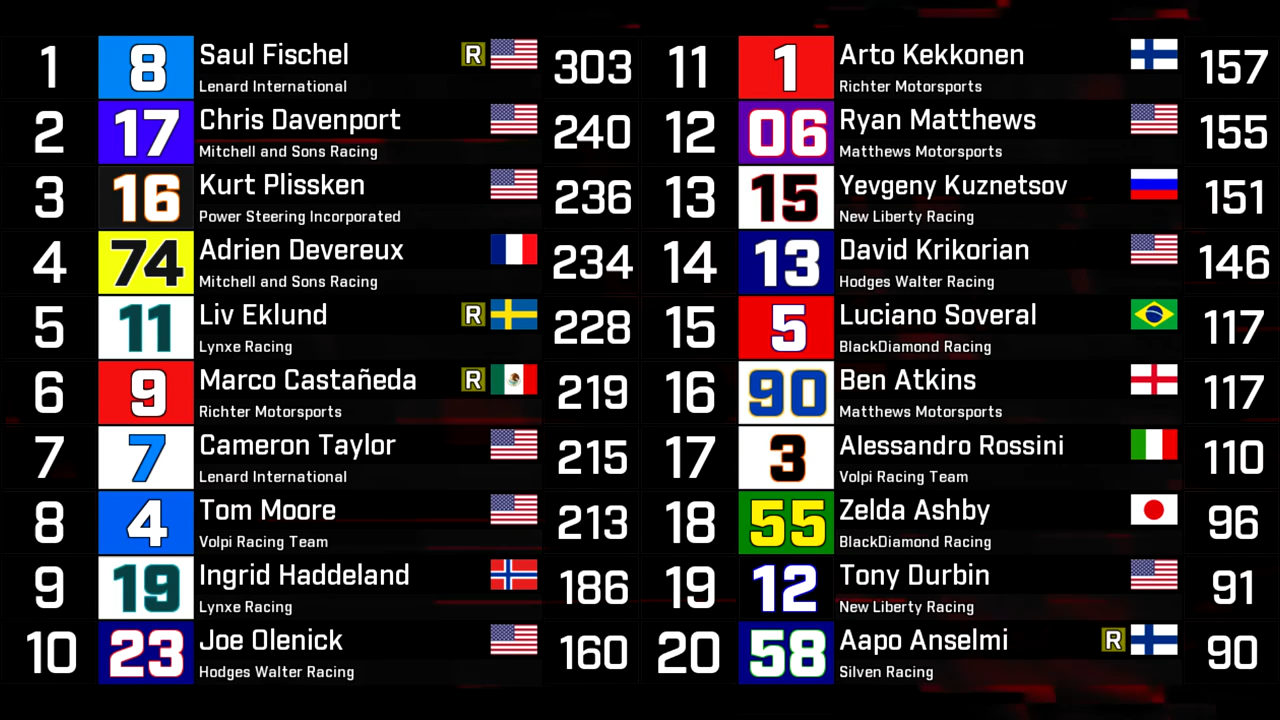 1 8 Saul Fischel R 303
Lenard International
2 17 Chris Davenport 240
Mitchell and Sons Racing
3 16 Kurt Plissken 236
Power Steering Incorporated
4 74 Adrien Devereux 234
Mitchell and Sons Racing
5 11 Liv Eklund R 228
Lynxe Racing
6 9 Marco Castañeda R 219
Richter Motorsports
7 7 Cameron Taylor 215
Lenard International
8 4 Tom Moore 213
Volpi Racing Team
9 19 Ingrid Haddeland 186
Lynxe Racing
10 23 Joe Olenick 160
Hodges Walter Racing
11 1 Arto Kekkonen 157
Richter Motorsports
12 06 Ryan Matthews 155
Matthews Motorsports
13 15 Yevgeny Kuznetsov 151
New Liberty Racing
14 13 David Krikorian 146
Hodges Walter Racing
15 5 Luciano Soveral 117
BlackDiamond Racing
16 90 Ben Atkins 117
Matthews Motorsports
17 3 Alessandro Rossini 110
Volpi Racing Team
18 55 Zelda Ashby 96
BlackDiamond Racing
19 12 Tony Durbin 91
New Liberty Racing
20 58 Aapo Anselmi R 90
Silven Racing